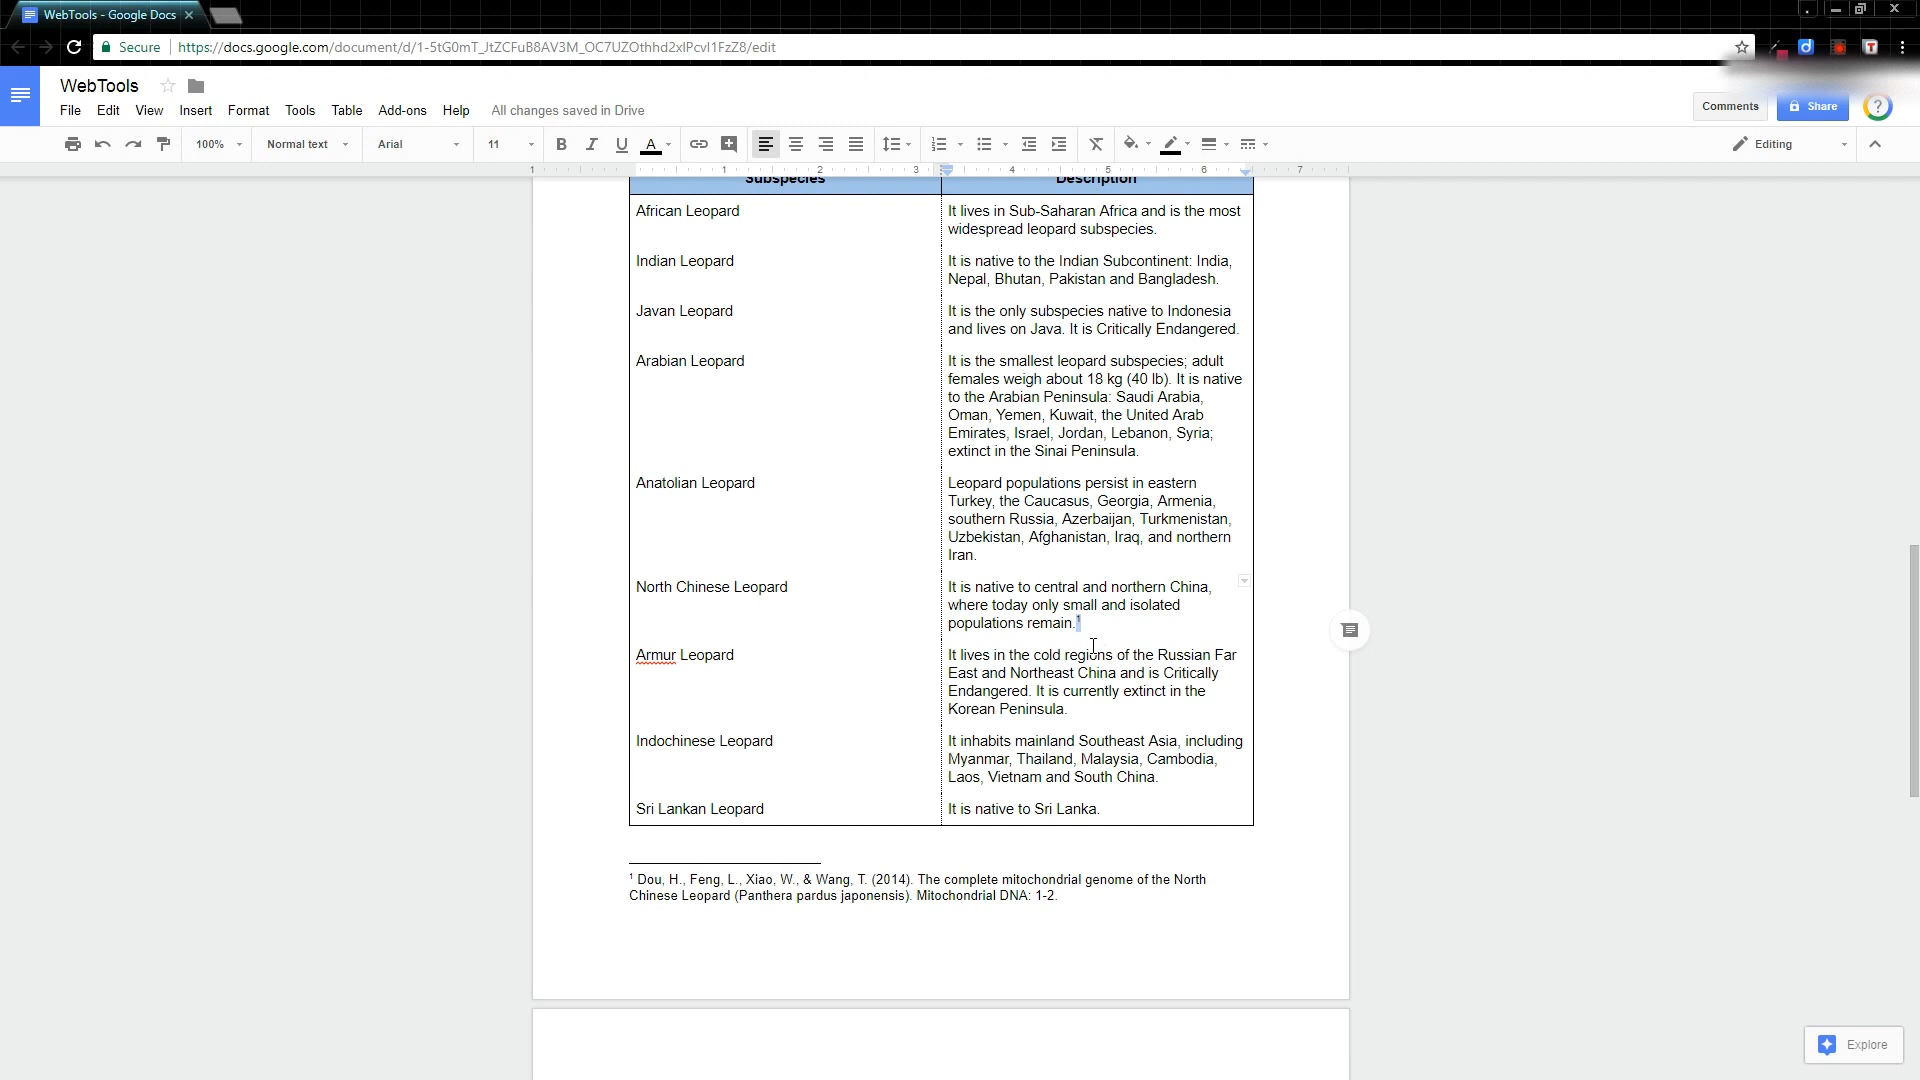 WebTools - Google Docs
Secure https://docs.google.com/document/d/1-5tG0mT_JtZCFuB8AV3M_OC7UZOthhd2xIPcvI1FzZ8/edit
WebTools
File Edit View Insert Format Tools Table Add-ons Help All changes saved in Drive
Comments Share
100% Normal text Arial 11 Editing
1 1 2 3 4 5 6 7
Subspecies Description
African Leopard
It lives in Sub-Saharan Africa and is the most
widespread leopard subspecies.
Indian Leopard
It is native to the Indian Subcontinent: India,
Nepal, Bhutan, Pakistan and Bangladesh.
Javan Leopard
It is the only subspecies native to Indonesia
and lives on Java. It is Critically Endangered.
Arabian Leopard
It is the smallest leopard subspecies; adult
females weigh about 18 kg (40 lb). It is native
to the Arabian Peninsula: Saudi Arabia,
Oman, Yemen, Kuwait, the United Arab
Emirates, Israel, Jordan, Lebanon, Syria;
extinct in the Sinai Peninsula.
Anatolian Leopard
Leopard populations persist in eastern
Turkey, the Caucasus, Georgia, Armenia,
southern Russia, Azerbaijan, Turkmenistan,
Uzbekistan, Afghanistan, Iraq, and northern
Iran.
North Chinese Leopard
It is native to central and northern China,
where today only small and isolated
populations remain.¹
Armur Leopard
It lives in the cold regions of the Russian Far
East and Northeast China and is Critically
Endangered. It is currently extinct in the
Korean Peninsula.
Indochinese Leopard
It inhabits mainland Southeast Asia, including
Myanmar, Thailand, Malaysia, Cambodia,
Laos, Vietnam and South China.
Sri Lankan Leopard
It is native to Sri Lanka.
¹ Dou, H., Feng, L., Xiao, W., & Wang, T. (2014). The complete mitochondrial genome of the North
Chinese Leopard (Panthera pardus japonensis). Mitochondrial DNA: 1-2.
Explore